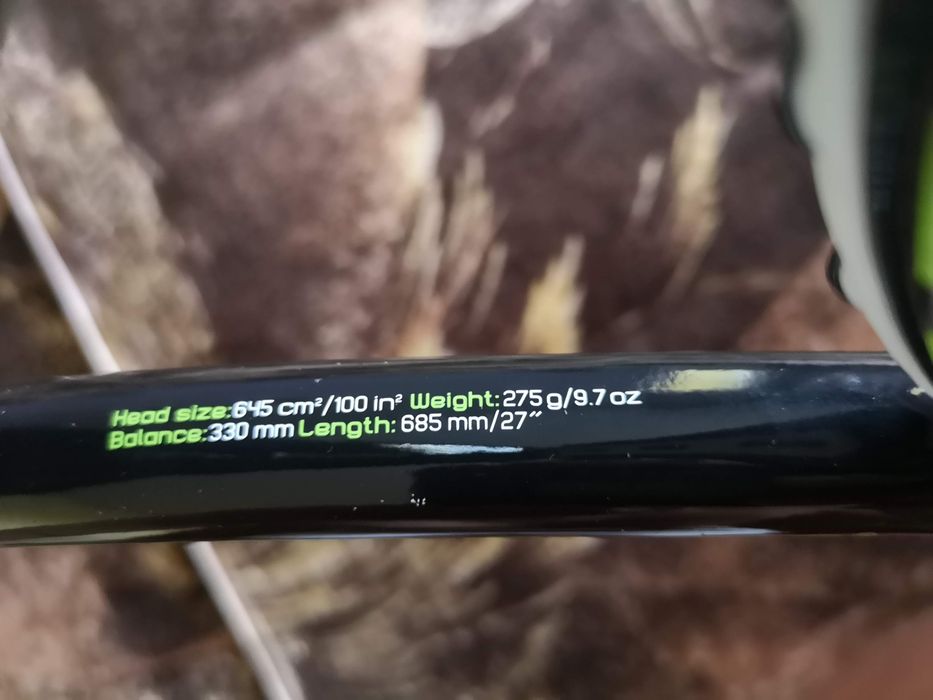 Head size:645 cm²/100 in² Weight:275 g/9.7 oz
Balance:330 mm Length: 685 mm/27″